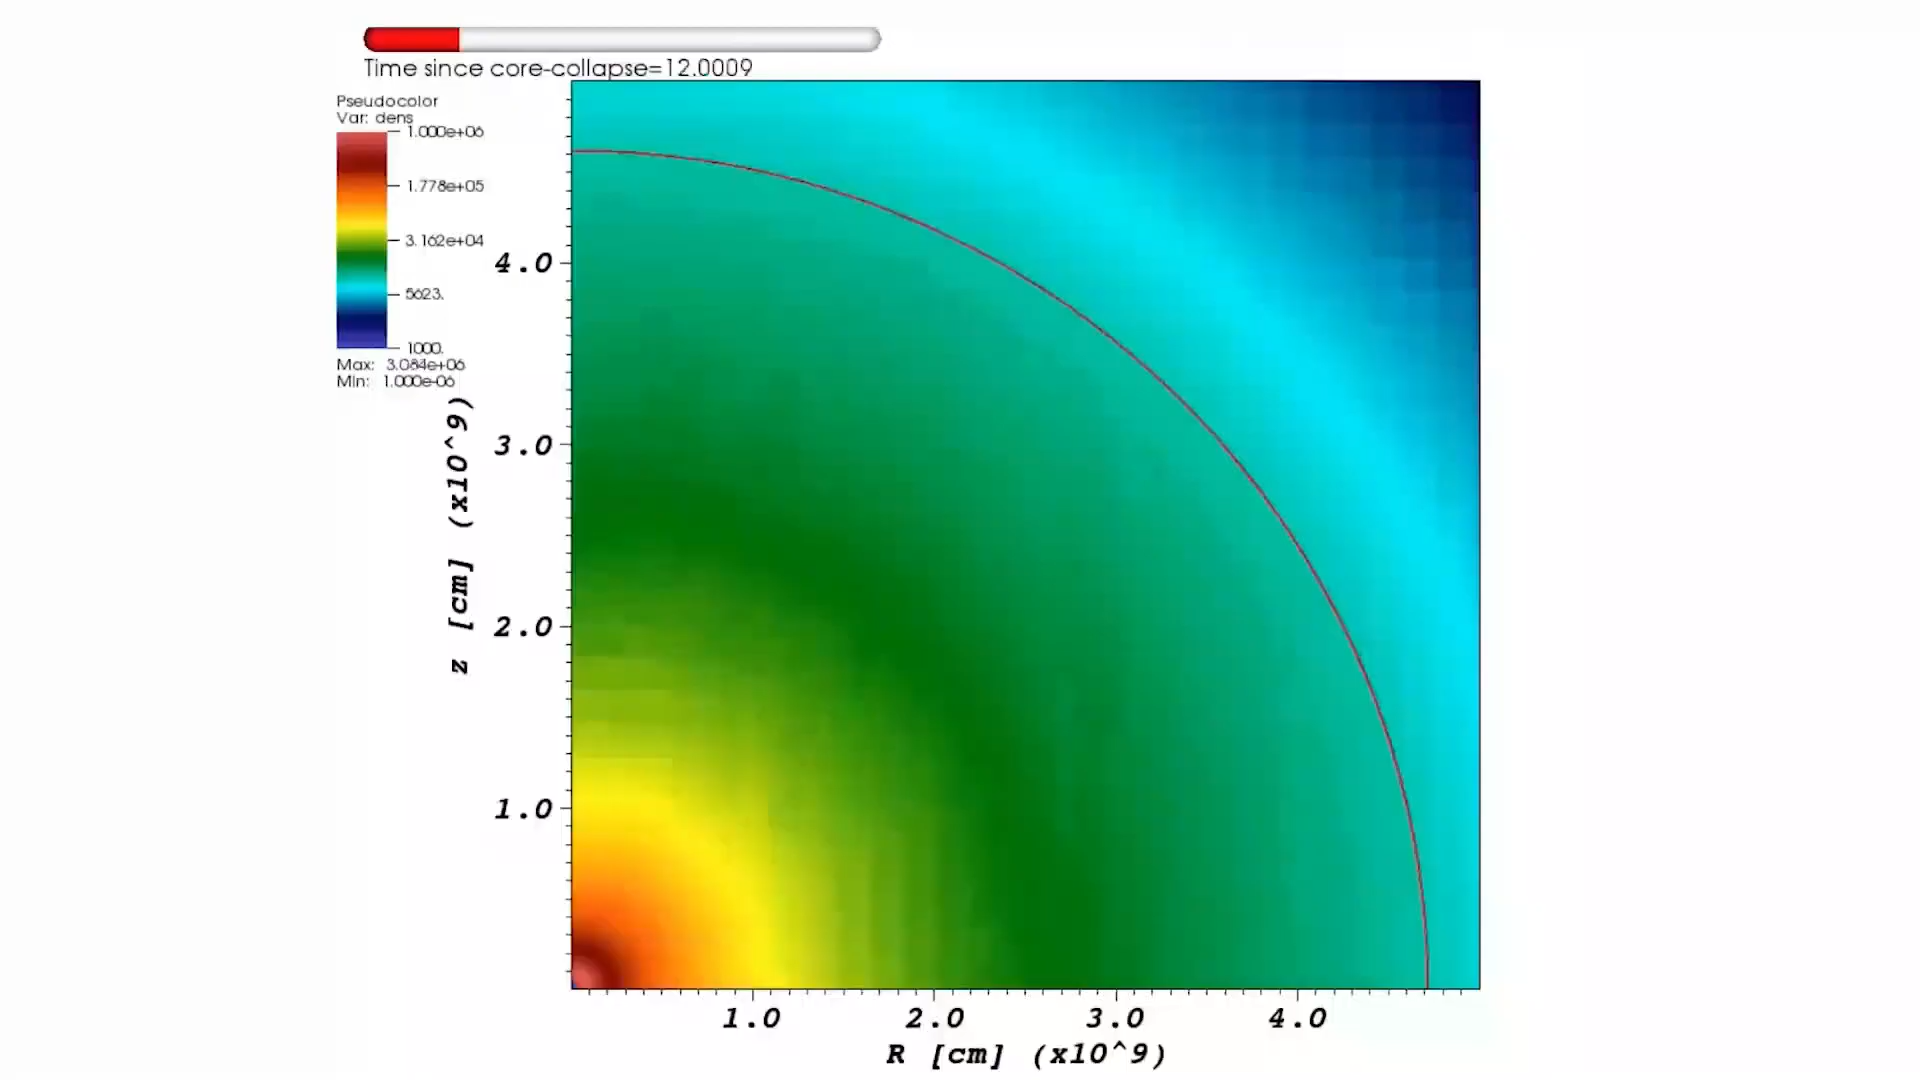 Time since core-collapse=12.0009
Pseudocolor
Var: dens
1.000e+06
1.778e+05
3.162e+04
5623.
1000.
Max: 3.084e+06
Min: 1.000e-06
z [cm] (x10^9)
4.0
3.0
2.0
1.0
1.0 2.0 3.0 4.0
R [cm] (x10^9)